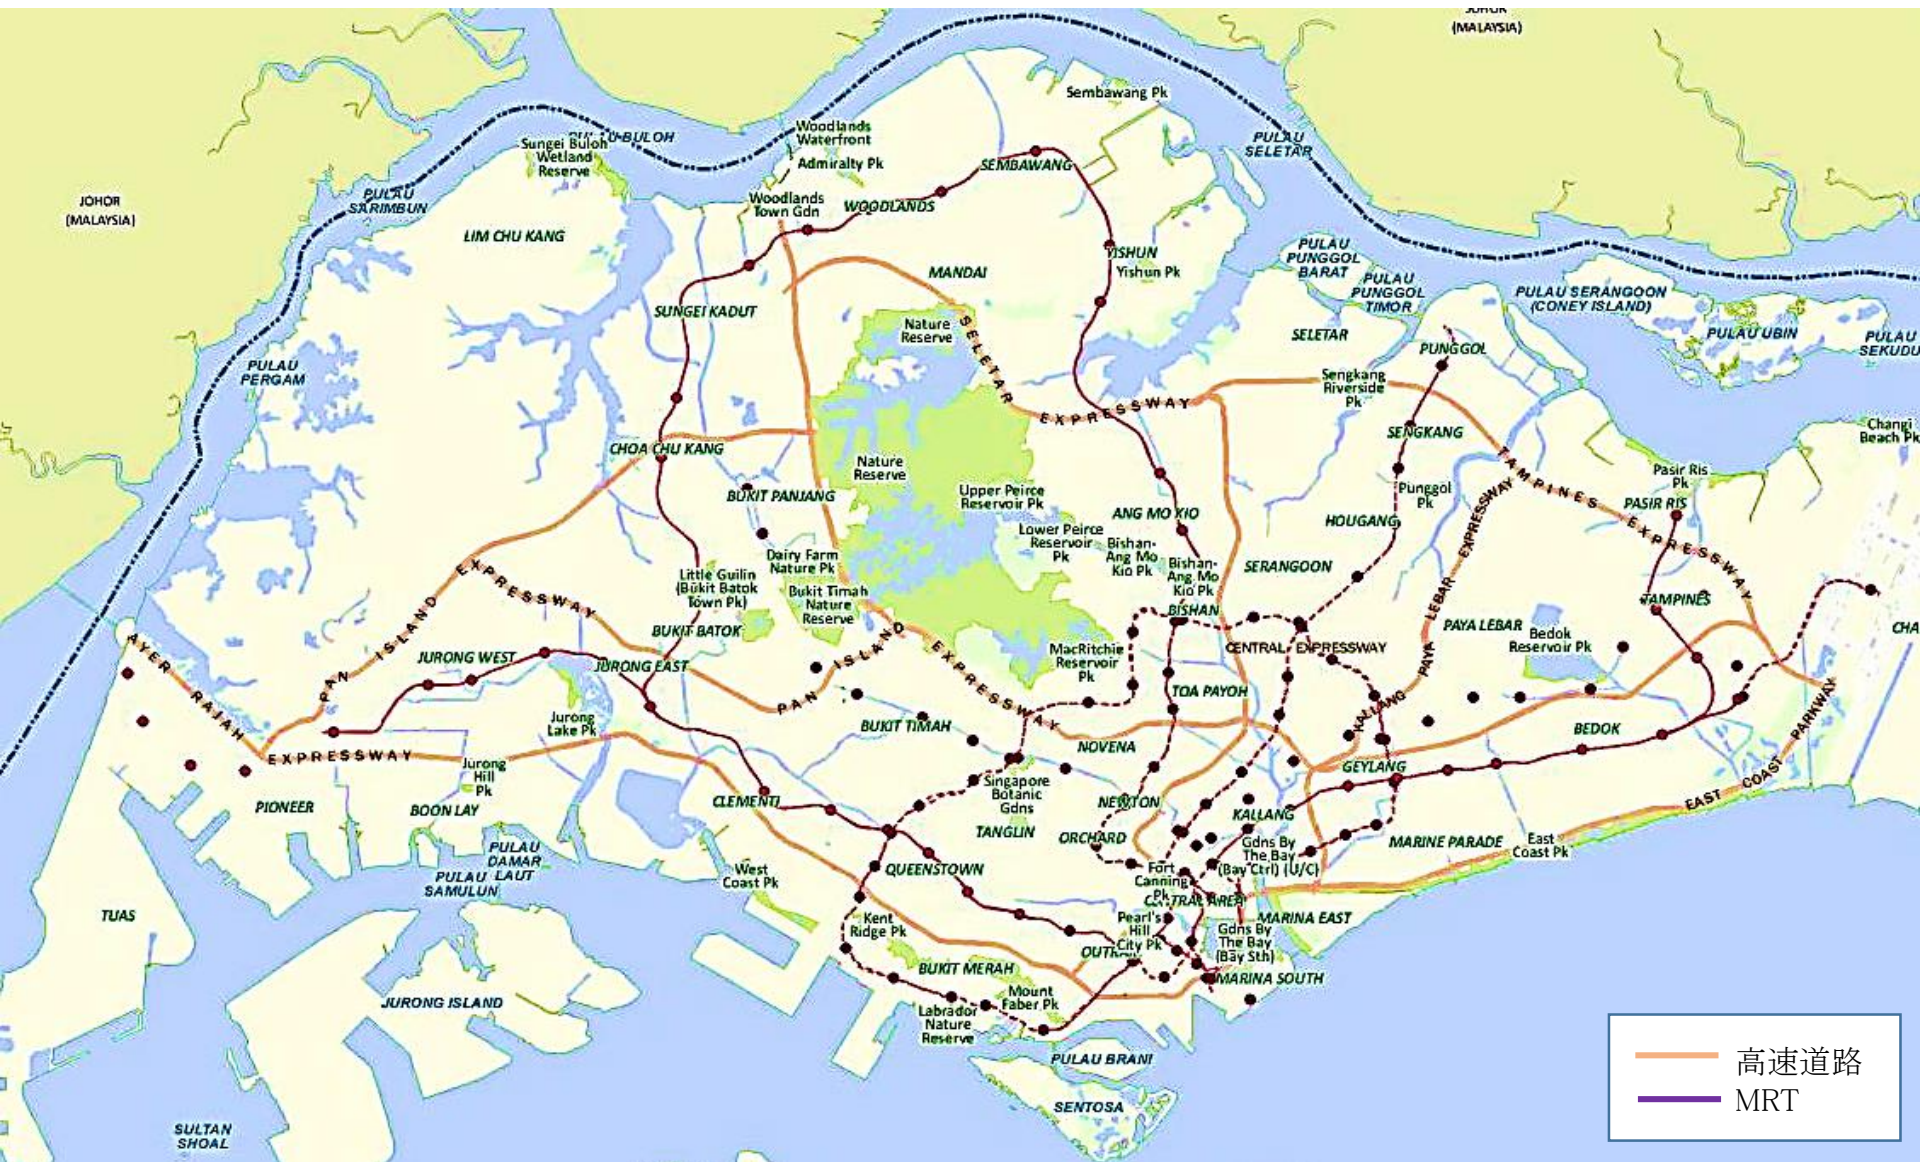 JOHOR
(MALAYSIA)
Sembawang Pk
PULAU BULOH
Sungei Buloh
Wetland
Reserve
Woodlands
Waterfront
Admiralty Pk
PULAU
SELETAR
SEMBAWANG
JOHOR
(MALAYSIA)
PULAU
SARIMBUN
Woodlands
Town Gdn
WOODLANDS
LIM CHU KANG
YISHUN
Yishun Pk
MANDAI
PULAU
PUNGGOL
BARAT
PULAU
PUNGGOL
TIMOR
PULAU SERANGOON
(CONEY ISLAND)
SUNGEI KADUT
Nature
Reserve
SELETAR
EXPRESSWAY
SELETAR
PUNGGOL
PULAU UBIN
PULAU
SEKUDU
PULAU
PERGAM
Sengkang
Riverside
Pk
SENGKANG
Changi
Beach Pk
CHOA CHU KANG
Nature
Reserve
BUKIT PANJANG
Upper Peirce
Reservoir Pk
Lower Peirce
Reservoir
Pk
ANG MO KIO
Bishan-
Ang Mo
Kio Pk
Bishan-
Ang Mo
Kio Pk
HOUGANG
Punggol
Pk
TAMPINES EXPRESSWAY
Pasir Ris
Pk
PASIR RIS
Dairy Farm
Nature Pk
Bukit Timah
Nature
Reserve
Little Guilin
(Bukit Batok
Town Pk)
SERANGOON
PAYA LEBAR EXPRESSWAY
TAMPINES
BISHAN
PAN ISLAND
EXPRESSWAY
BUKIT BATOK
AYER RAJAH
EXPRESSWAY
JURONG WEST
JURONG EAST
PAN ISLAND
EXPRESSWAY
MacRitchie
Reservoir
Pk
CENTRAL EXPRESSWAY
PAYA LEBAR
Bedok
Reservoir Pk
CHA
TOA PAYOH
KALLANG
Jurong
Lake Pk
BUKIT TIMAH
NOVENA
BEDOK
EAST COAST PARKWAY
GEYLANG
Jurong
Hill
Pk
PIONEER
BOON LAY
CLEMENTI
Singapore
Botanic
Gdns
TANGLIN
NEWTON
ORCHARD
KALLANG
Gdns By
The Bay
(Bay Ctrl) (U/C)
MARINE PARADE
East
Coast Pk
PULAU
DAMAR
LAUT
PULAU
SAMULUN
West
Coast Pk
QUEENSTOWN
Fort
Canning
Pk
CENTRAL AREA
TUAS
Kent
Ridge Pk
Pearl's
Hill
City Pk
OUTRAM
MARINA EAST
Gdns By
The Bay
(Bay Sth)
BUKIT MERAH
MARINA SOUTH
JURONG ISLAND
Mount
Faber Pk
Labrador
Nature
Reserve
PULAU BRANI
SENTOSA
SULTAN
SHOAL
高速道路
MRT